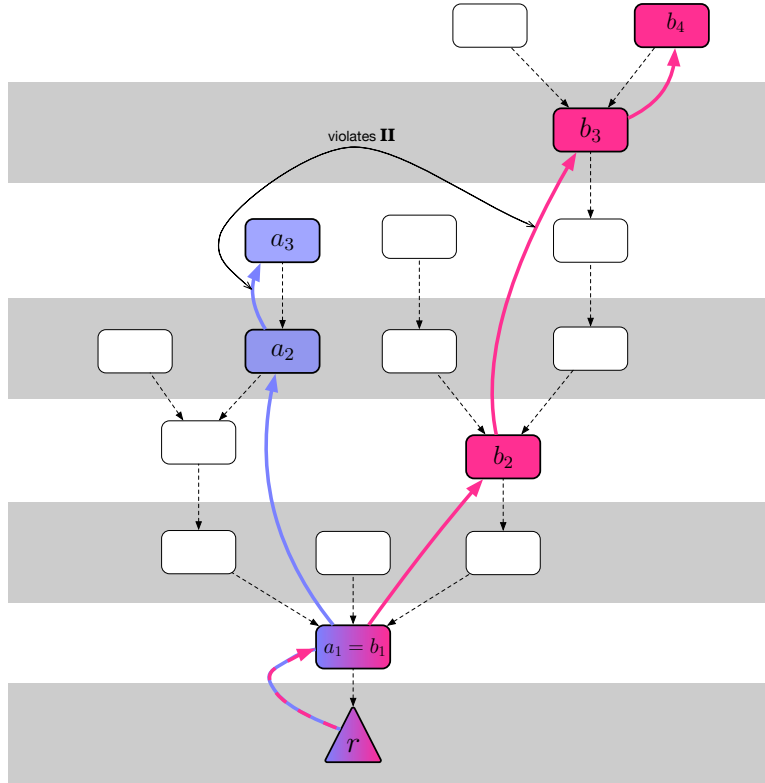 b₄
b₃
violates II
a₃
a₂
b₂
a₁ = b₁
r